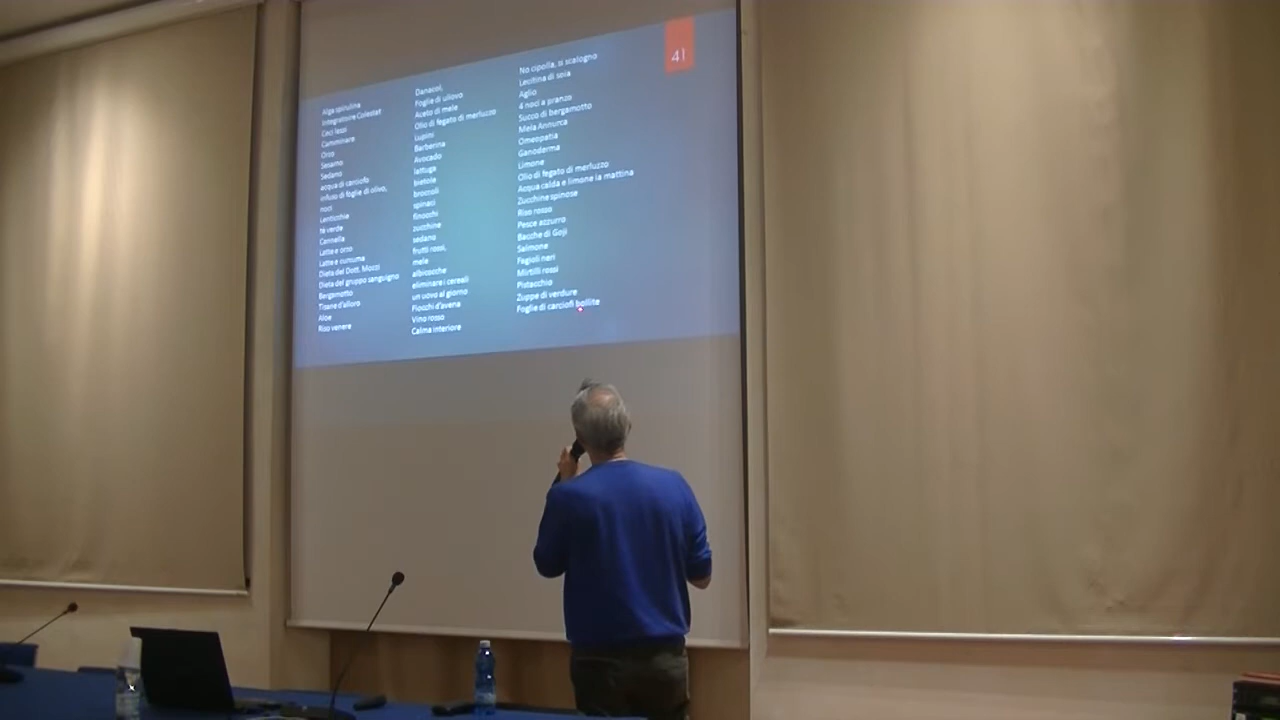 41
Alga spirulina
Integratore Colestat
Ceci lessi
Camminare
Orzo
Sesamo
Sedano
acqua di carciofo
infuso di foglie di olivo,
noci
Lenticchie
tè verde
Cannella
Latte e orzo
Latte e curcuma
Dieta del Dott. Mozzi
Dieta del gruppo sanguigno
Bergamotto
Tisane d'alloro
Aloe
Riso venere
Danacol,
Foglie di ulivo
Aceto di mele
Olio di fegato di merluzzo
Lupini
Barberina
Avocado
lattuga
bietole
broccoli
spinaci
finocchi
zucchine
sedano
frutti rossi,
mele
albicocche
eliminare i cereali
un uovo al giorno
Fiocchi d'avena
Vino rosso
Calma interiore
No cipolla, si scalogno
Lecitina di soia
Aglio
4 noci a pranzo
Succo di bergamotto
Mela Annurca
Omeopatia
Ganoderma
Limone
Olio di fegato di merluzzo
Acqua calda e limone la mattina
Zucchine spinose
Riso rosso
Pesce azzurro
Bacche di Goji
Salmone
Fagioli neri
Mirtilli rossi
Pistacchio
Zuppe di verdure
Foglie di carciofi bollite